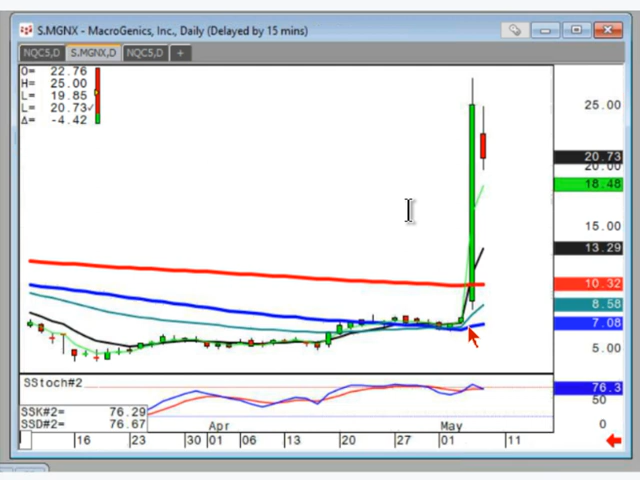 S.MGNX - MacroGenics, Inc., Daily (Delayed by 15 mins)
NQC5,D S.MGNX,D NQC5,D +
O= 22.76
H= 25.00
L= 19.85
L= 20.73✓
Δ= -4.42
25.00
20.73
20.00
18.48
15.00
13.29
10.32
8.58
7.08
5.00
SStoch#2
76.3
50
0
SSK#2= 76.29
SSD#2= 76.67
Apr May
16 23 30 01 06 13 20 27 01 11